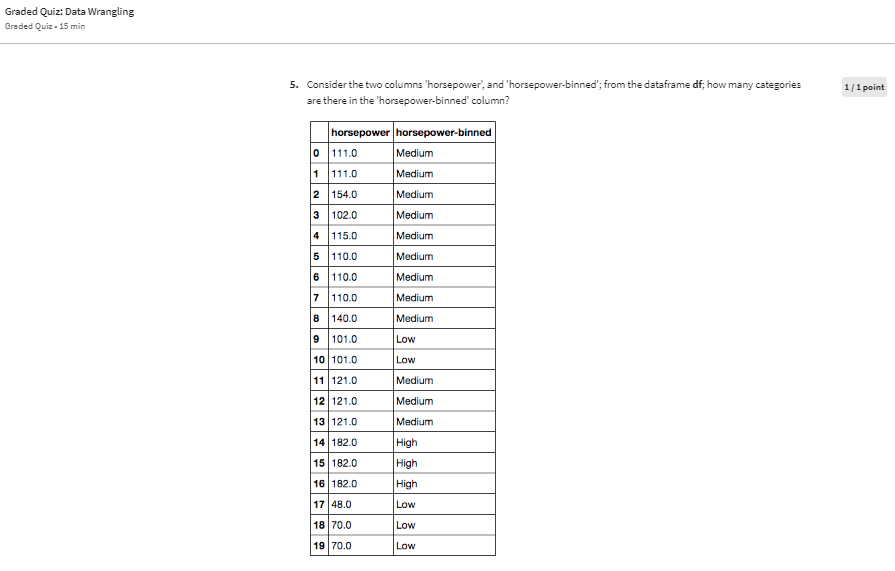 Graded Quiz: Data Wrangling
Graded Quiz • 15 min
5. Consider the two columns 'horsepower', and 'horsepower-binned'; from the dataframe df; how many categories
1 / 1 point
are there in the 'horsepower-binned' column?
horsepower horsepower-binned
0 111.0 Medium
1 111.0 Medium
2 154.0 Medium
3 102.0 Medium
4 115.0 Medium
5 110.0 Medium
6 110.0 Medium
7 110.0 Medium
8 140.0 Medium
9 101.0 Low
10 101.0 Low
11 121.0 Medium
12 121.0 Medium
13 121.0 Medium
14 182.0 High
15 182.0 High
16 182.0 High
17 48.0 Low
18 70.0 Low
19 70.0 Low